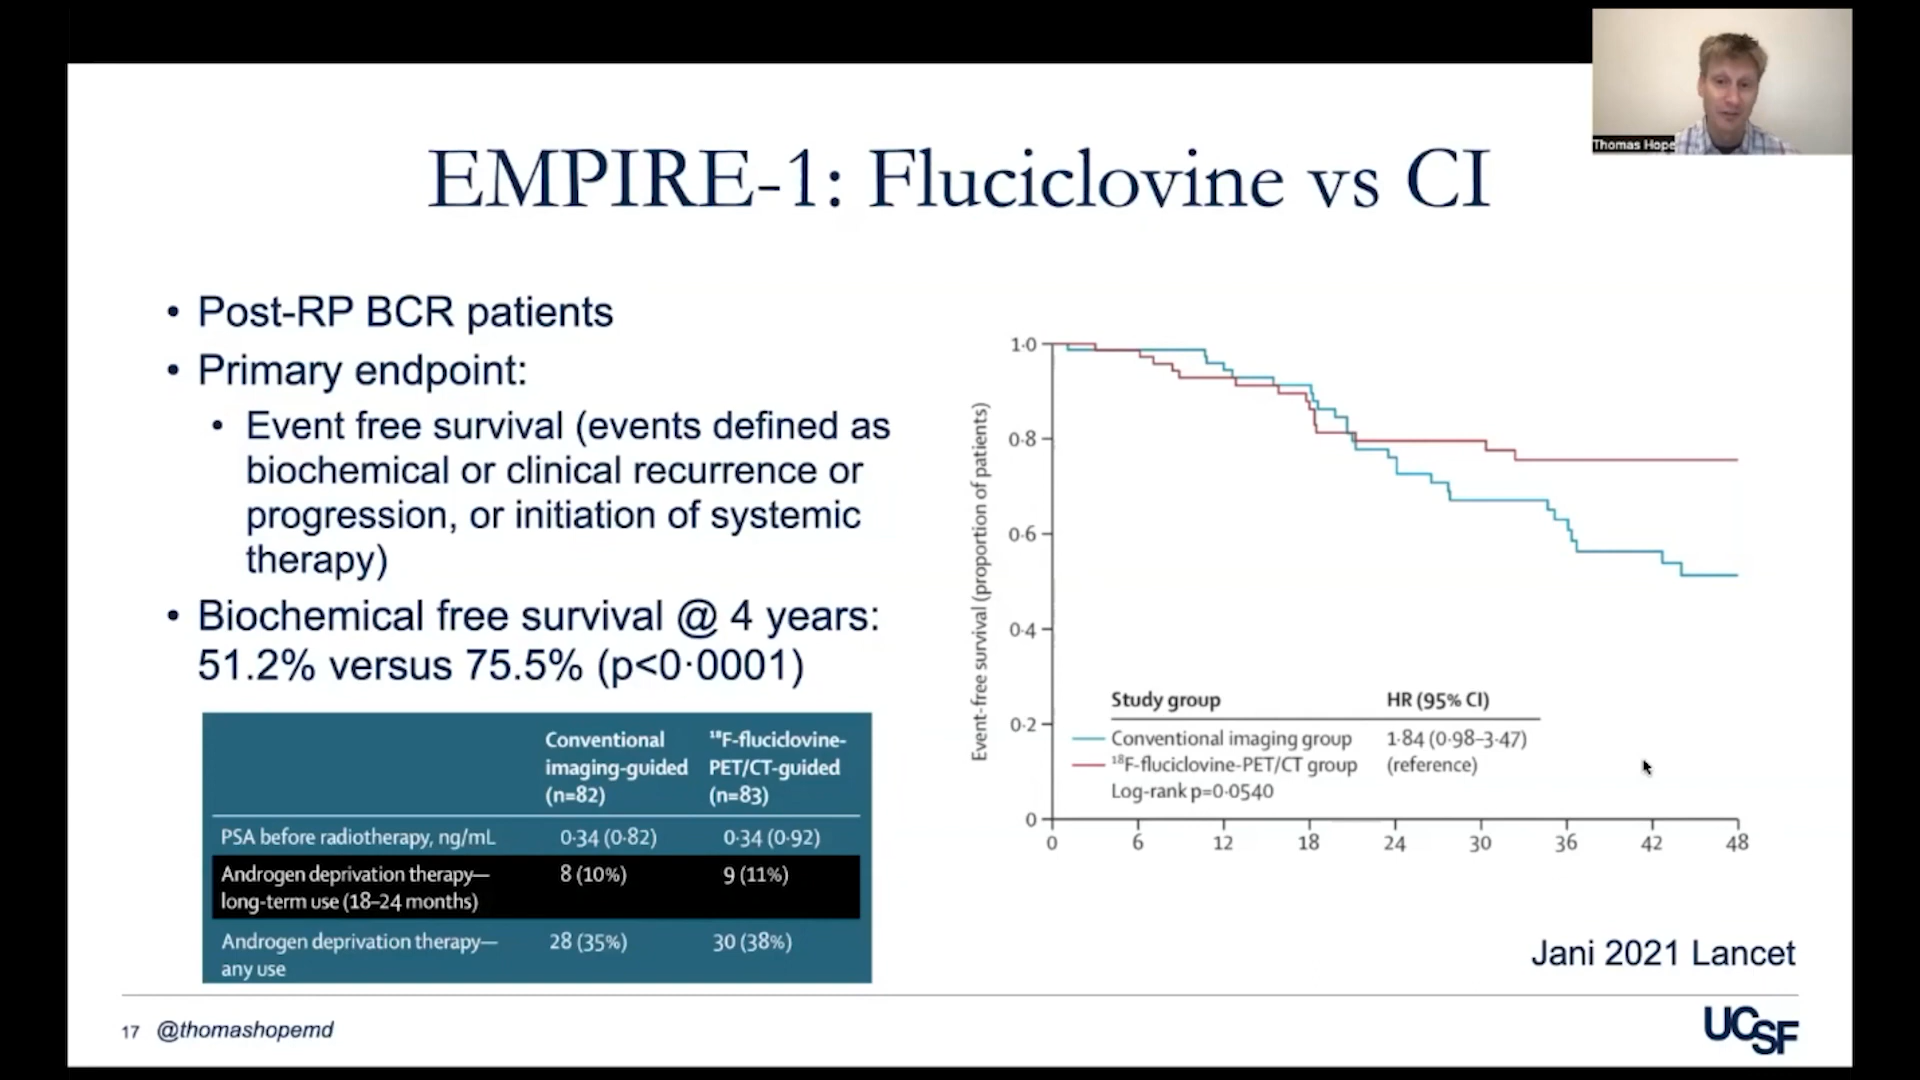 Thomas Hope
EMPIRE-1: Fluciclovine vs CI
• Post-RP BCR patients
• Primary endpoint:
• Event free survival (events defined as
biochemical or clinical recurrence or
progression, or initiation of systemic
therapy)
• Biochemical free survival @ 4 years:
51.2% versus 75.5% (p<0·0001)
Conventional
imaging-guided
(n=82)
¹⁸F-fluciclovine-
PET/CT-guided
(n=83)
PSA before radiotherapy, ng/mL 0·34 (0·82) 0·34 (0·92)
Androgen deprivation therapy— 8 (10%) 9 (11%)
long-term use (18–24 months)
Androgen deprivation therapy— 28 (35%) 30 (38%)
any use
Event-free survival (proportion of patients)
1·0
0·8
0·6
0·4
0·2
0
Study group HR (95% CI)
Conventional imaging group 1·84 (0·98–3·47)
¹⁸F-fluciclovine-PET/CT group (reference)
Log-rank p=0·0540
0 6 12 18 24 30 36 42 48
Jani 2021 Lancet
17 @thomashopemd
UCSF